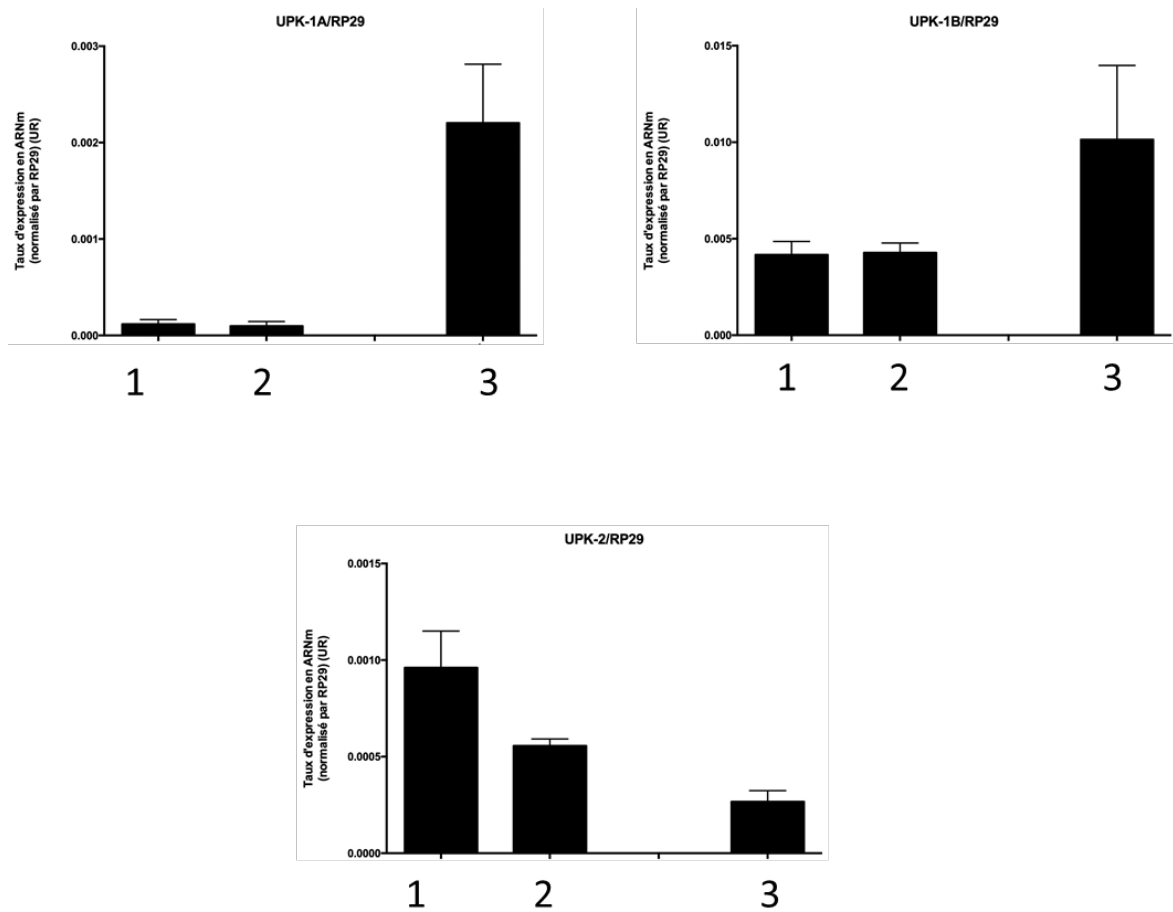 UPK-1A/RP29
Taux d'expression en ARNm
(normalisé par RP29) (UR)
0.003
0.002
0.001
0.000
1 2 3
UPK-1B/RP29
Taux d'expression en ARNm
(normalisé par RP29) (UR)
0.015
0.010
0.005
0.000
1 2 3
UPK-2/RP29
Taux d'expression en ARNm
(normalisé par RP29) (UR)
0.0015
0.0010
0.0005
0.0000
1 2 3